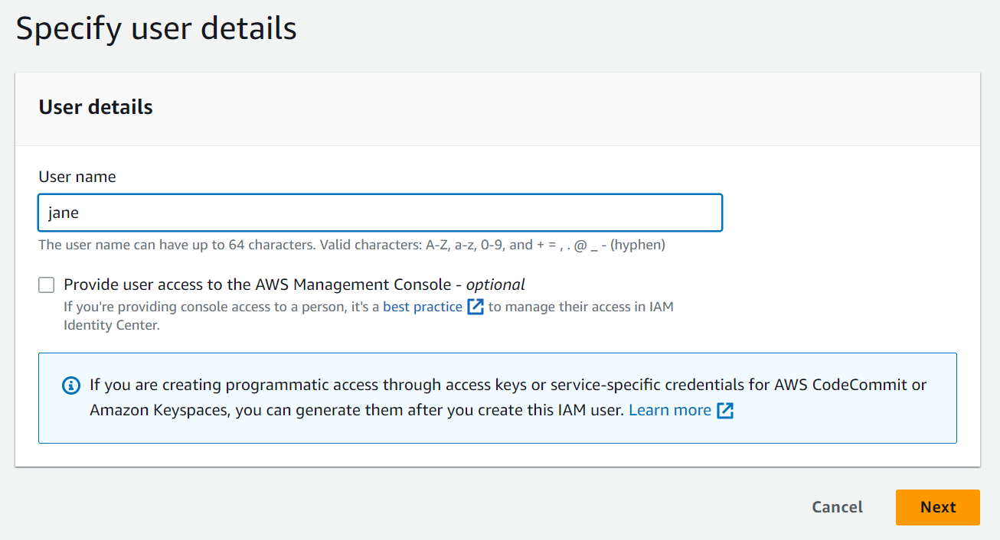 Specify user details
User details
User name
jane
The user name can have up to 64 characters. Valid characters: A-Z, a-z, 0-9, and + = , . @ _ - (hyphen)
Provide user access to the AWS Management Console - optional
If you're providing console access to a person, it's a best practice to manage their access in IAM
Identity Center.
If you are creating programmatic access through access keys or service-specific credentials for AWS CodeCommit or
Amazon Keyspaces, you can generate them after you create this IAM user. Learn more
Cancel Next